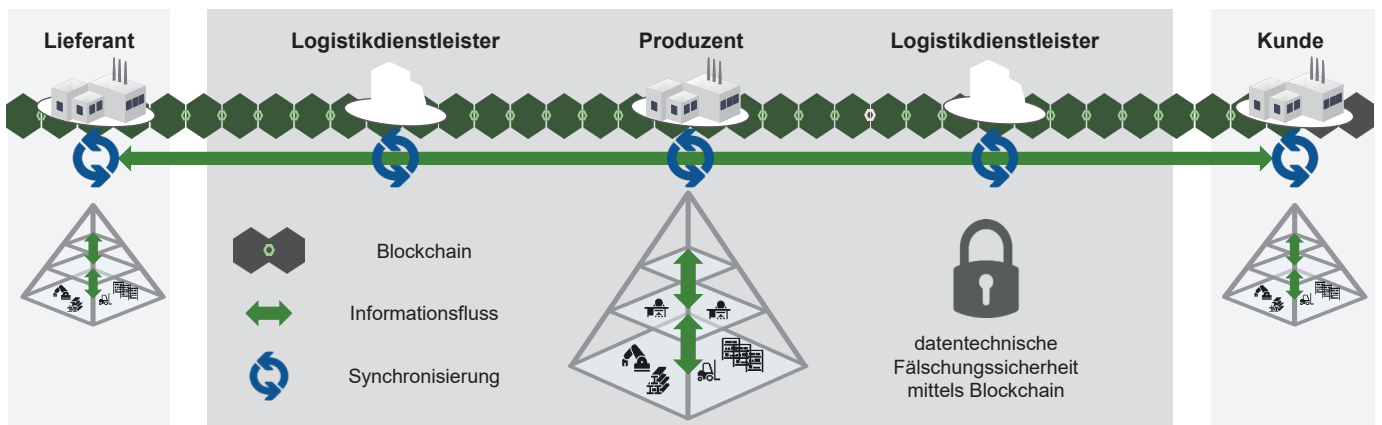 Lieferant
Logistikdienstleister
Produzent
Logistikdienstleister
Kunde
Blockchain
Informationsfluss
Synchronisierung
datentechnische
Fälschungssicherheit
mittels Blockchain